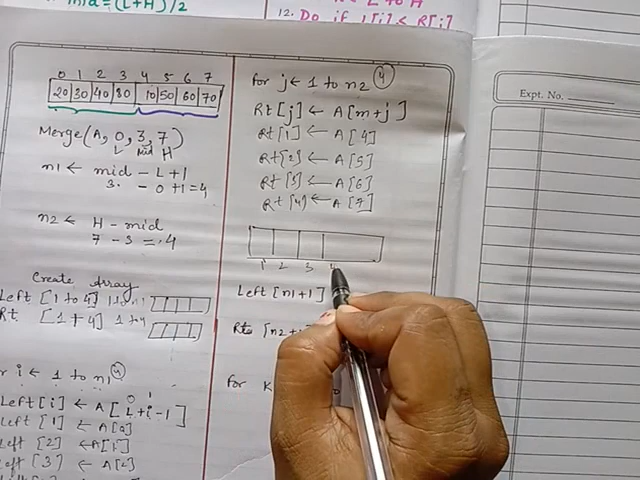 mid = (L+H)/2
12. Do if L[i] ≤ R[j]
0 1 2 3 4 5 6 7
20 30 40 80 10 50 60 70
Merge(A, 0, 3, 7)
L Mid H
n1 ← mid - L + 1
3 - 0 + 1 = 4
n2 ← H - mid
7 - 3 = 4
Create Array
Left [1 to 4]
Rt [1 to 4] 1 to 4
i ← 1 to n1 4
0 1
Left[i] ← A[L+i-1]
Left [1] ← A[0]
Left [2] ← A[1]
Left [3] ← A[2]
For j ← 1 to n2 4
Rt[j] ← A[m+j]
Rt[1] ← A[4]
Rt[2] ← A[5]
Rt[3] ← A[6]
Rt[4] ← A[7]
1 2 3
Left [n1+1]
For K
Expt. No.